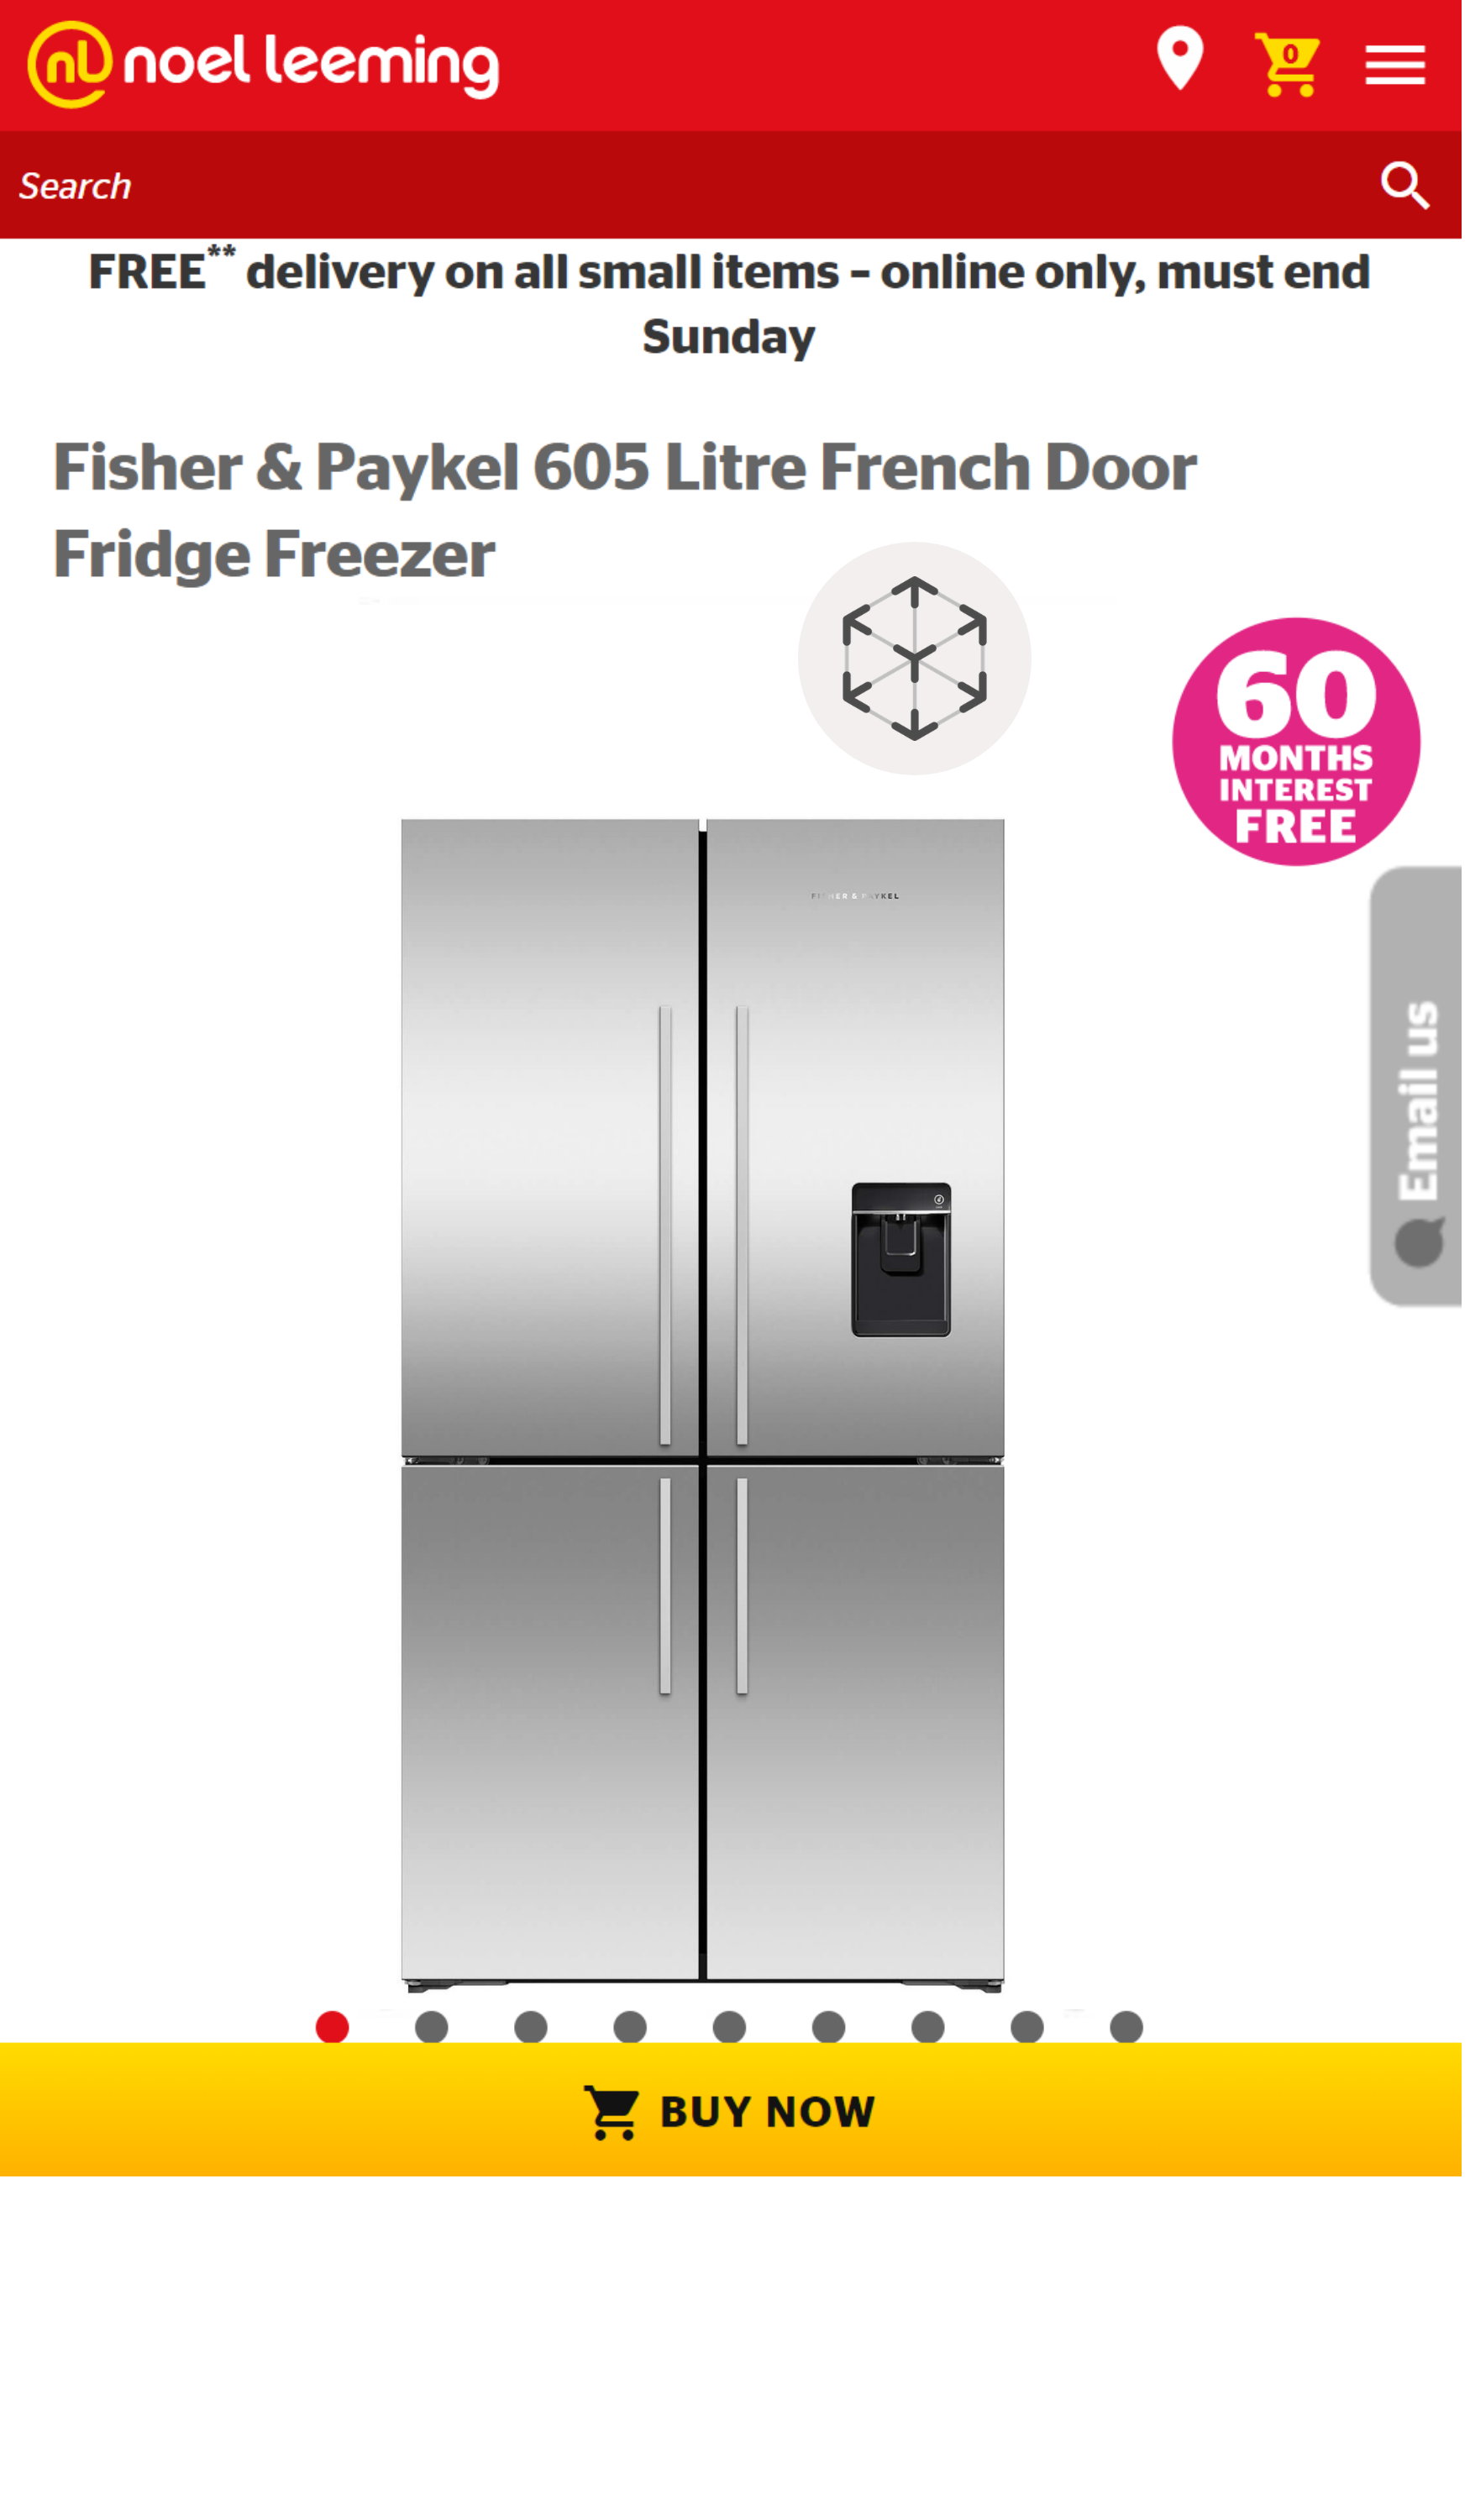 nl noel leeming
0
Search
FREE** delivery on all small items – online only, must end
Sunday
Fisher & Paykel 605 Litre French Door
Fridge Freezer
60
MONTHS
INTEREST
FREE
FISHER & PAYKEL
Email us
BUY NOW